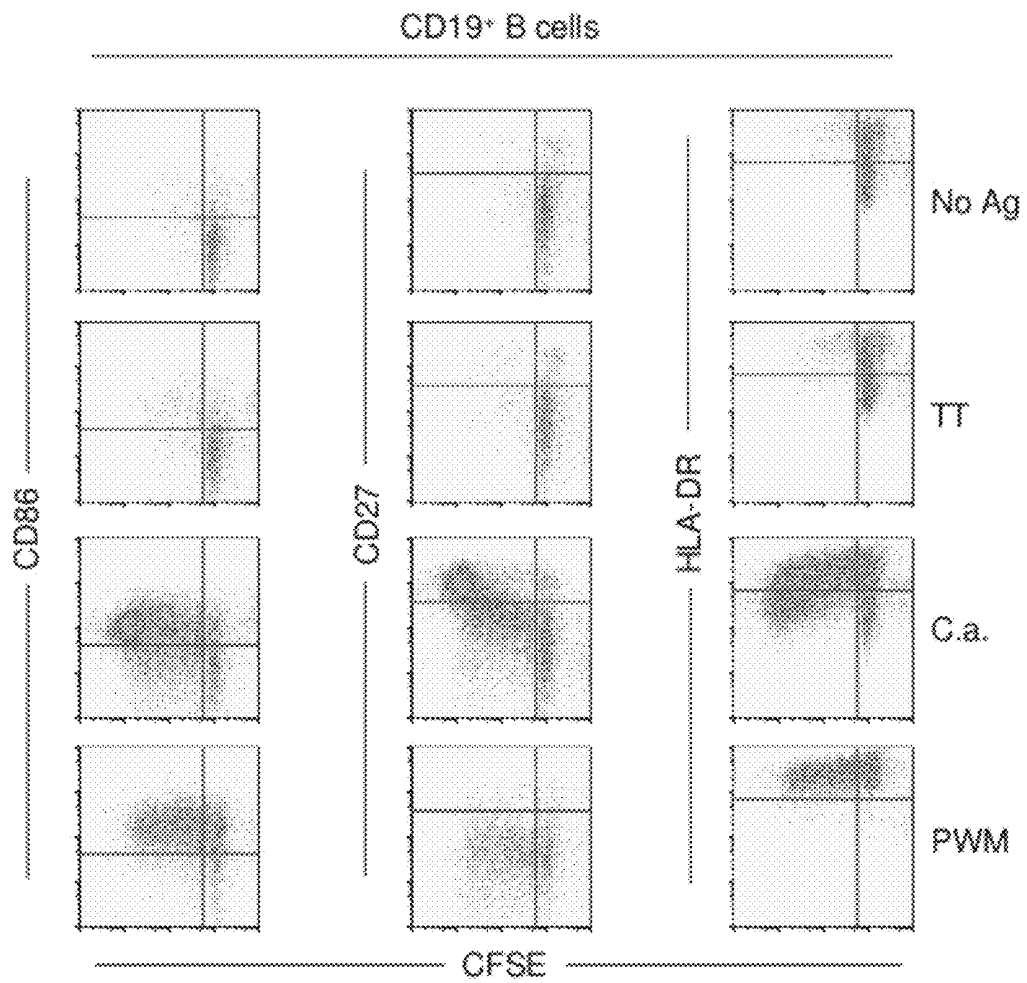 CD19⁺ B cells
No Ag
TT
CD86
CD27
HLA-DR
C.a.
PWM
CFSE